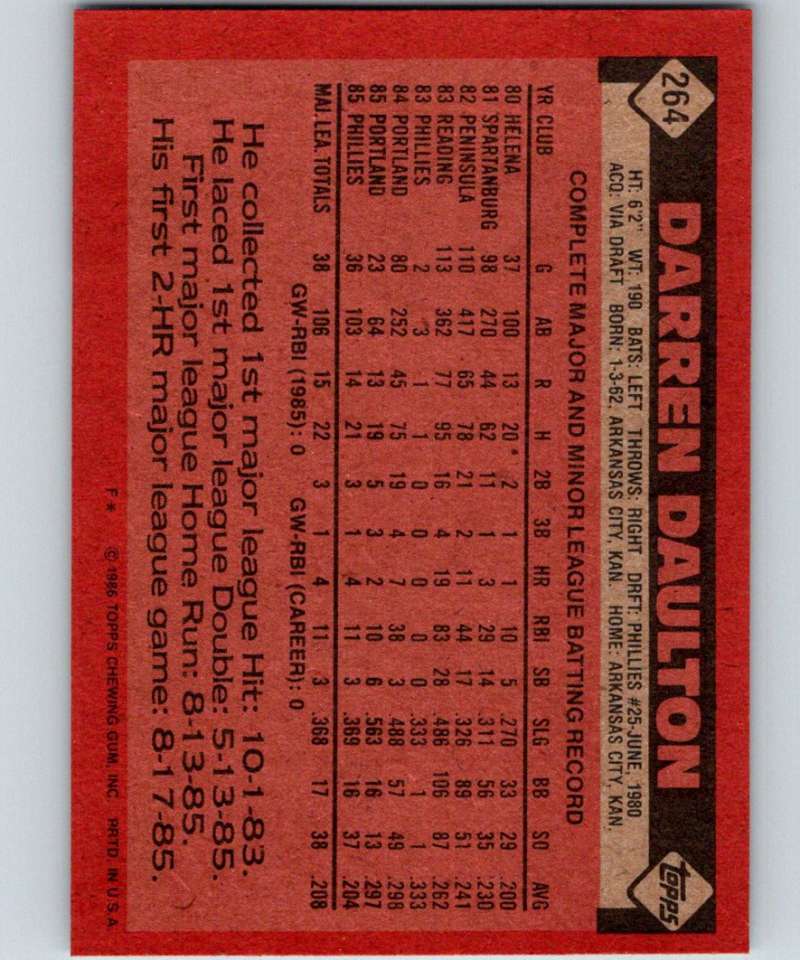 264 DARREN DAULTON topps
HT: 6'2" WT: 190 BATS: LEFT THROWS: RIGHT DRFT: PHILLIES #25-JUNE, 1980
ACQ: VIA DRAFT BORN: 1-3-62, ARKANSAS CITY, KAN. HOME: ARKANSAS CITY, KAN.
COMPLETE MAJOR AND MINOR LEAGUE BATTING RECORD
YR CLUB G AB R H 2B 3B HR RBI SB SLG BB SO AVG
80 HELENA 37 100 13 20 2 1 1 10 5 .270 33 29 .200
81 SPARTANBURG 98 270 44 62 11 1 3 29 14 .311 56 35 .230
82 PENINSULA 110 417 65 78 21 2 11 44 17 .326 89 51 .241
83 READING 113 362 77 95 16 4 19 83 28 .486 106 87 .262
83 PHILLIES 2 3 1 1 0 0 0 0 0 .333 1 1 .333
84 PORTLAND 80 252 45 75 19 4 7 38 3 .488 57 49 .298
85 PORTLAND 23 64 13 19 5 3 2 10 6 .563 16 13 .297
85 PHILLIES 36 103 14 21 3 1 4 11 3 .369 16 37 .204
MAJ. LEA. TOTALS 38 106 15 22 3 1 4 11 3 .368 17 38 .208
GW-RBI (1985): 0 GW-RBI (CAREER): 0
He collected 1st major league Hit: 10-1-83.
He laced 1st major league Double: 5-13-85.
First major league Home Run: 8-13-85.
His first 2-HR major league game: 8-17-85.
F* © 1986 TOPPS CHEWING GUM, INC. PRTD. IN U.S.A.